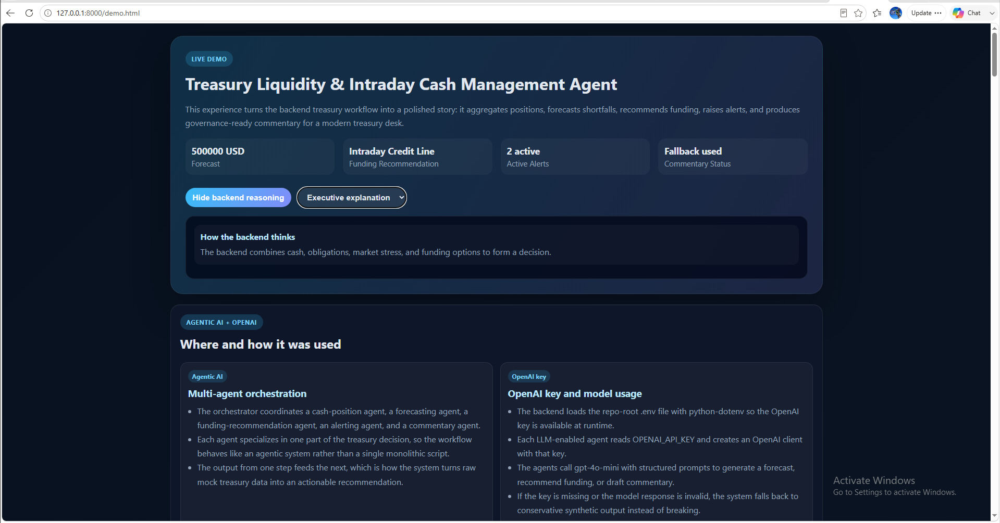 127.0.0.1:8000/demo.html
Update
Chat
LIVE DEMO
Treasury Liquidity & Intraday Cash Management Agent
This experience turns the backend treasury workflow into a polished story: it aggregates positions, forecasts shortfalls, recommends funding, raises alerts, and produces
governance-ready commentary for a modern treasury desk.
500000 USD
Forecast
Intraday Credit Line
Funding Recommendation
2 active
Active Alerts
Fallback used
Commentary Status
Hide backend reasoning
Executive explanation
How the backend thinks
The backend combines cash, obligations, market stress, and funding options to form a decision.
AGENTIC AI + OPENAI
Where and how it was used
Agentic AI
Multi-agent orchestration
• The orchestrator coordinates a cash-position agent, a forecasting agent, a
funding-recommendation agent, an alerting agent, and a commentary agent.
• Each agent specializes in one part of the treasury decision, so the workflow
behaves like an agentic system rather than a single monolithic script.
• The output from one step feeds the next, which is how the system turns raw
mock treasury data into an actionable recommendation.
OpenAI key
OpenAI key and model usage
• The backend loads the repo-root .env file with python-dotenv so the OpenAI
key is available at runtime.
• Each LLM-enabled agent reads OPENAI_API_KEY and creates an OpenAI client
with that key.
• The agents call gpt-4o-mini with structured prompts to generate a forecast,
recommend funding, or draft commentary.
• If the key is missing or the model response is invalid, the system falls back to
conservative synthetic output instead of breaking.
Activate Windows
Go to Settings to activate Windows.